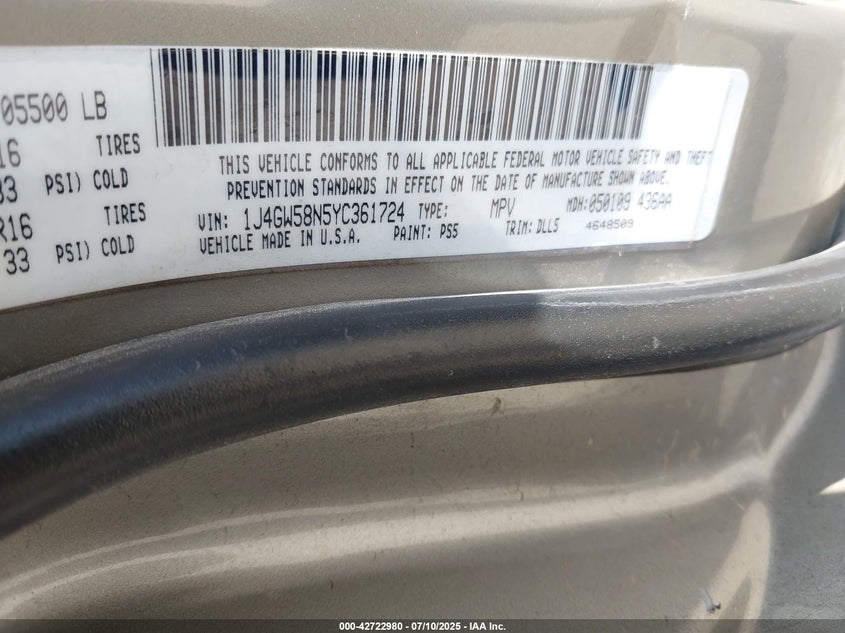 05500 LB
16 TIRES
33 PSI) COLD
R16 TIRES
33 PSI) COLD
THIS VEHICLE CONFORMS TO ALL APPLICABLE FEDERAL MOTOR VEHICLE SAFETY AND THEFT
PREVENTION STANDARDS IN EFFECT ON THE DATE OF MANUFACTURE SHOWN ABOVE.
VIN: 1J4GW58N5YC361724 TYPE: MPV MDH: 050109 436AA
VEHICLE MADE IN U.S.A. PAINT: PS5 TRIM: DLL5 4648509
000-42722980 - 07/10/2025 - IAA Inc.